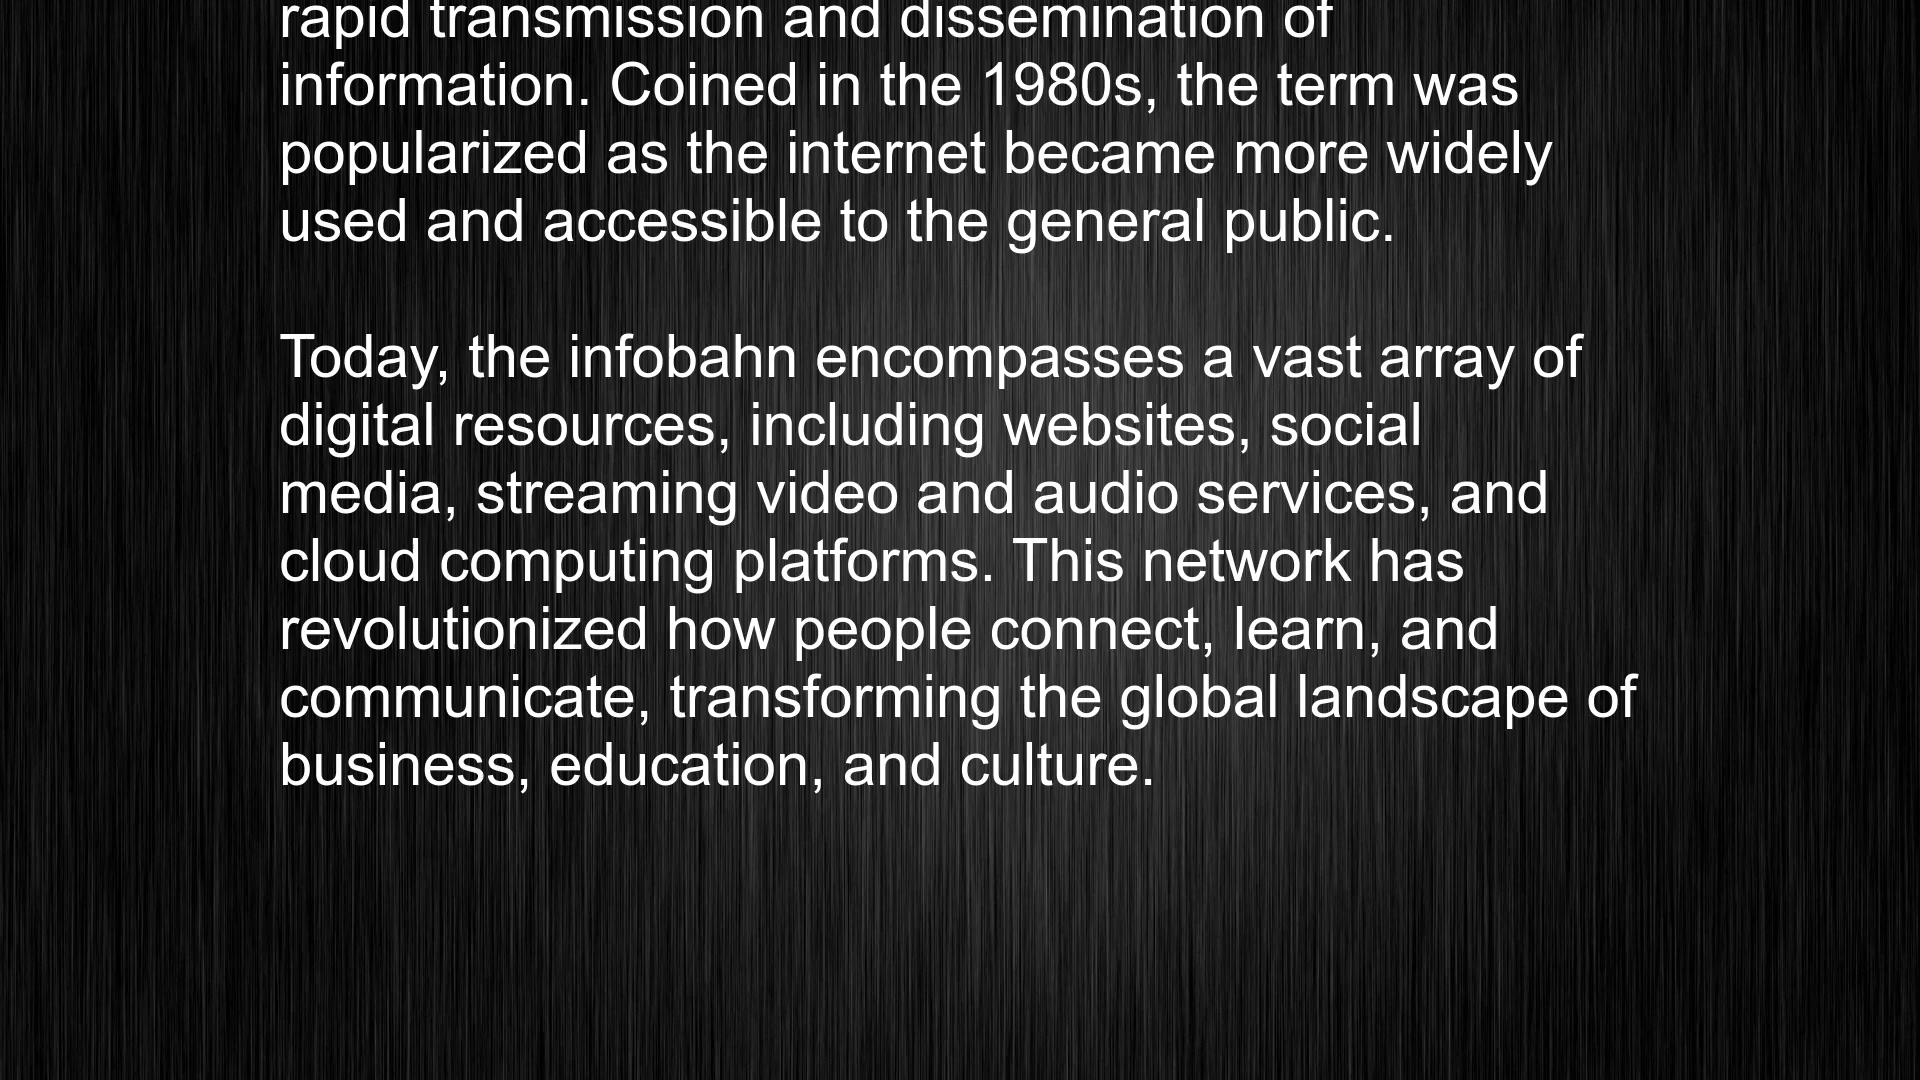 rapid transmission and dissemination of
information. Coined in the 1980s, the term was
popularized as the internet became more widely
used and accessible to the general public.
Today, the infobahn encompasses a vast array of
digital resources, including websites, social
media, streaming video and audio services, and
cloud computing platforms. This network has
revolutionized how people connect, learn, and
communicate, transforming the global landscape of
business, education, and culture.